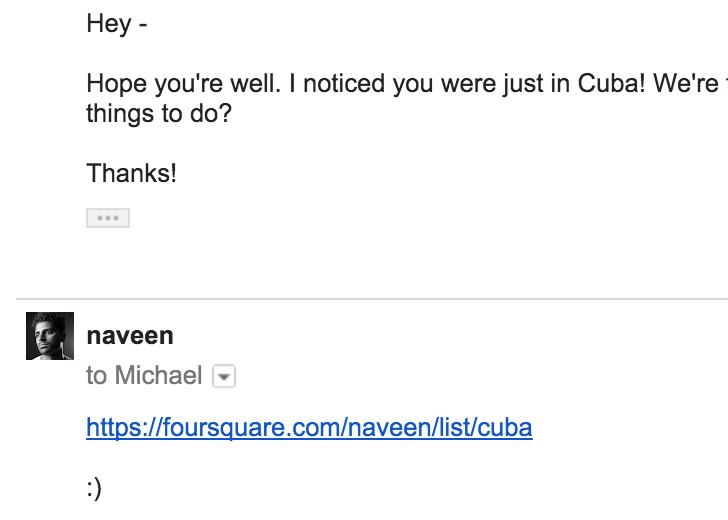 Hey -
Hope you're well. I noticed you were just in Cuba! We're
things to do?
Thanks!
naveen
to Michael
https://foursquare.com/naveen/list/cuba
:)